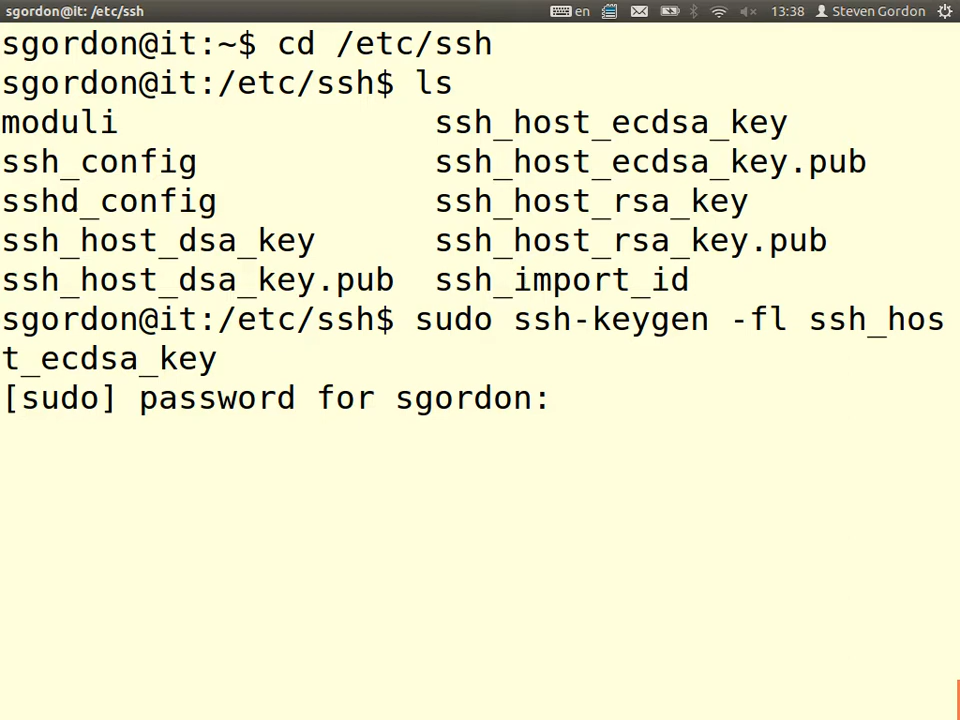 sgordon@it: /etc/ssh en 13:38 Steven Gordon
sgordon@it:~$ cd /etc/ssh
sgordon@it:/etc/ssh$ ls
moduli ssh_host_ecdsa_key
ssh_config ssh_host_ecdsa_key.pub
sshd_config ssh_host_rsa_key
ssh_host_dsa_key ssh_host_rsa_key.pub
ssh_host_dsa_key.pub ssh_import_id
sgordon@it:/etc/ssh$ sudo ssh-keygen -fl ssh_hos
t_ecdsa_key
[sudo] password for sgordon: